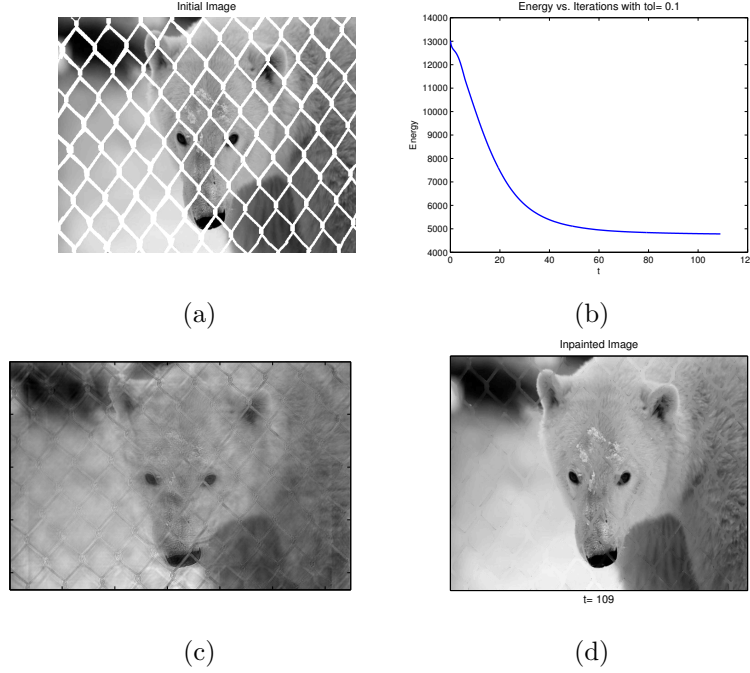 Initial Image
(a)
Energy vs. Iterations with tol= 0.1
14000
13000
12000
11000
10000
9000
8000
7000
6000
5000
4000
Energy
0 20 40 60 80 100 12
t
(b)
(c)
Inpainted Image
t= 109
(d)